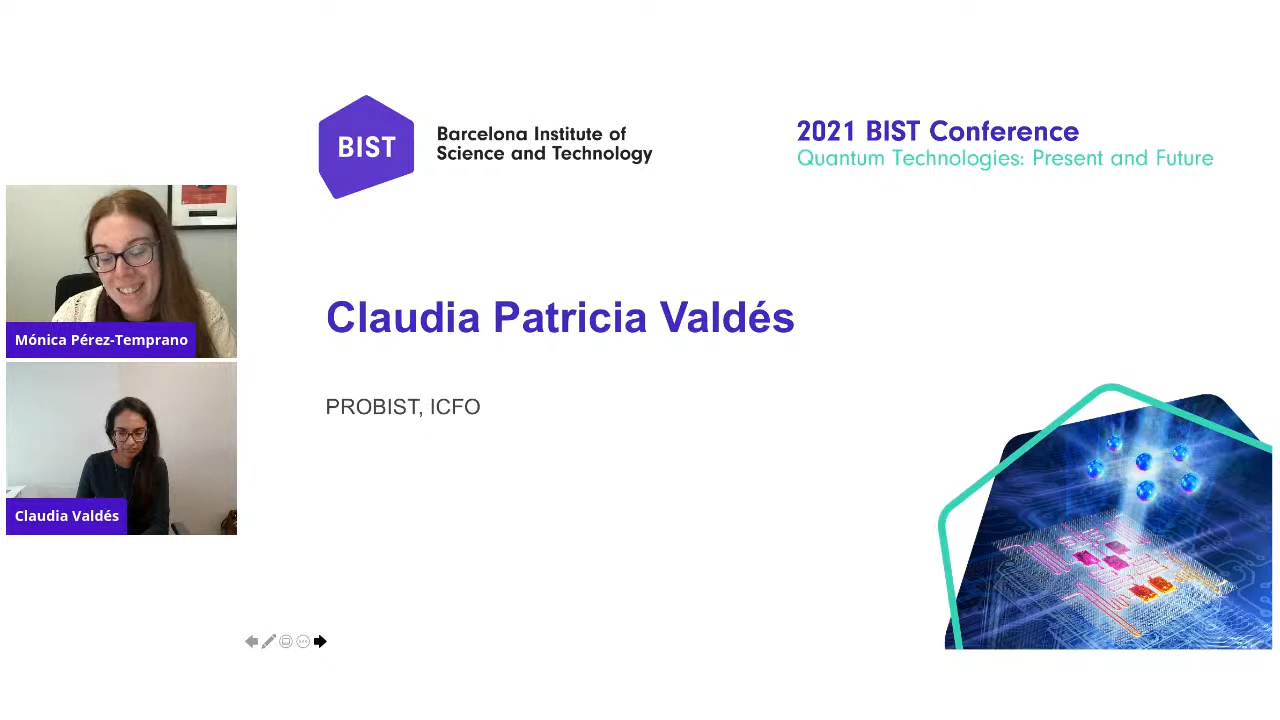 BIST
Barcelona Institute of
Science and Technology
2021 BIST Conference
Quantum Technologies: Present and Future
Mónica Pérez-Temprano
Claudia Valdés
Claudia Patricia Valdés
PROBIST, ICFO